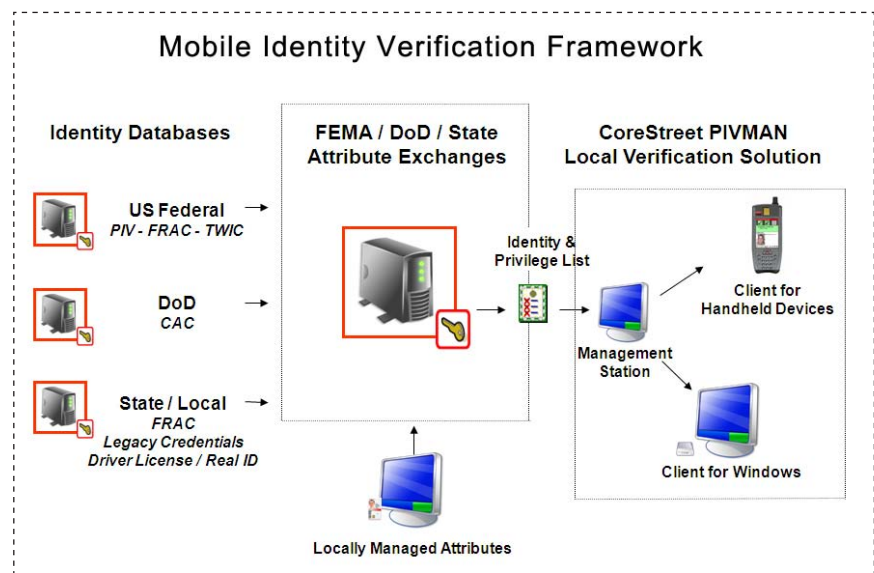 Mobile Identity Verification Framework
Identity Databases
US Federal
PIV - FRAC - TWIC
DoD
CAC
State / Local
FRAC
Legacy Credentials
Driver License / Real ID
FEMA / DoD / State
Attribute Exchanges
Locally Managed Attributes
Identity &
Privilege List
CoreStreet PIVMAN
Local Verification Solution
Management
Station
Client for
Handheld Devices
Client for Windows